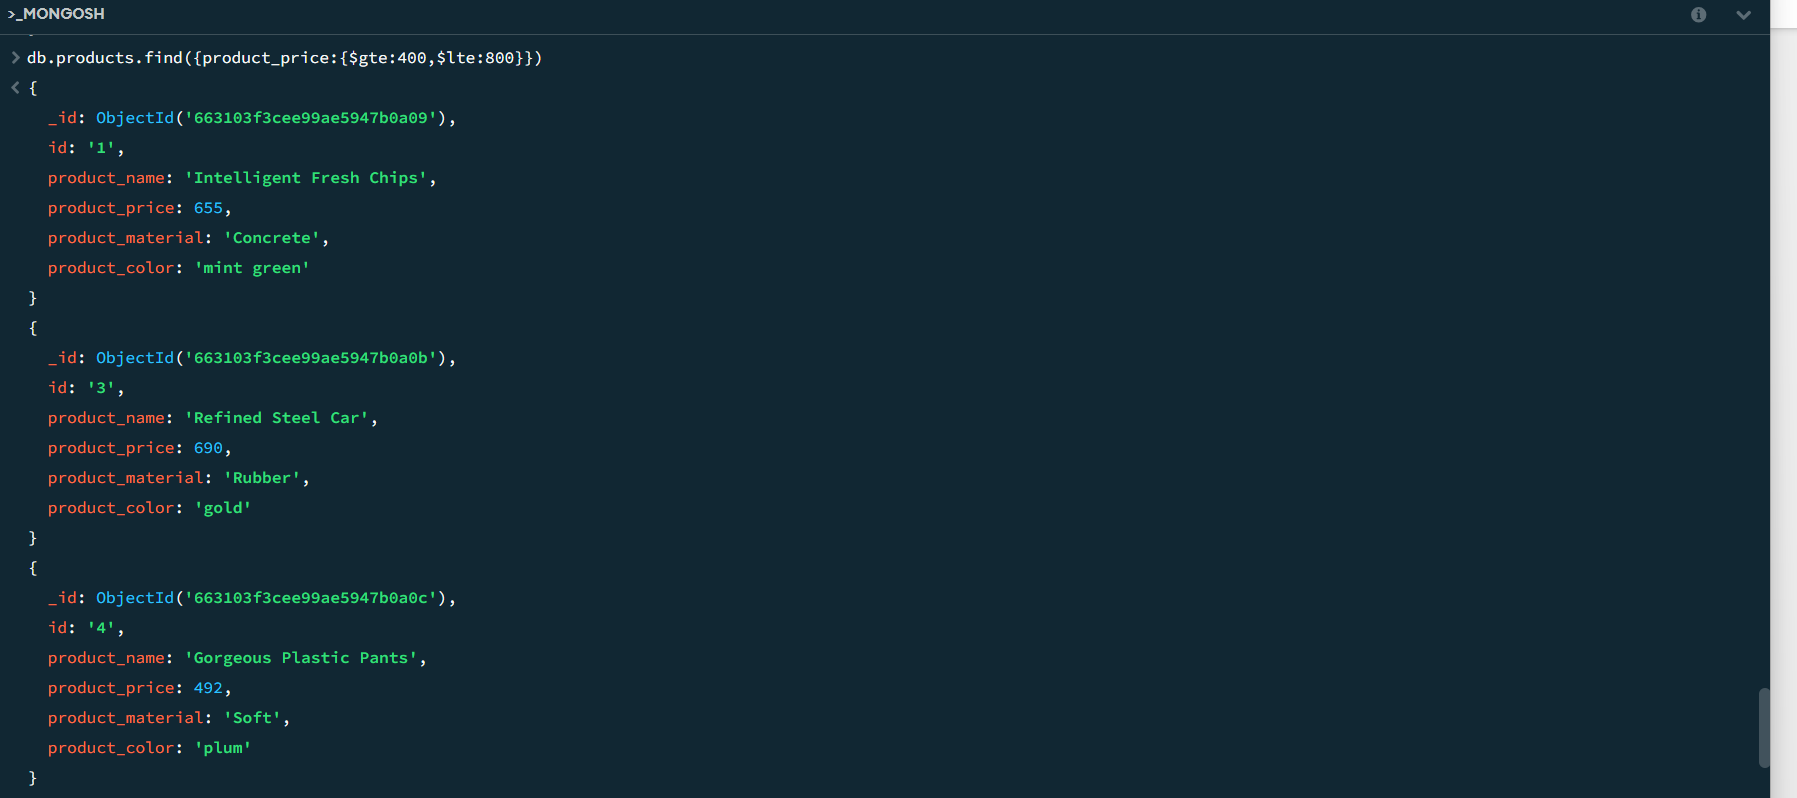 >_MONGOSH
> db.products.find({product_price:{$gte:400,$lte:800}})
< {
_id: ObjectId('663103f3cee99ae5947b0a09'),
id: '1',
product_name: 'Intelligent Fresh Chips',
product_price: 655,
product_material: 'Concrete',
product_color: 'mint green'
}
{
_id: ObjectId('663103f3cee99ae5947b0a0b'),
id: '3',
product_name: 'Refined Steel Car',
product_price: 690,
product_material: 'Rubber',
product_color: 'gold'
}
{
_id: ObjectId('663103f3cee99ae5947b0a0c'),
id: '4',
product_name: 'Gorgeous Plastic Pants',
product_price: 492,
product_material: 'Soft',
product_color: 'plum'
}